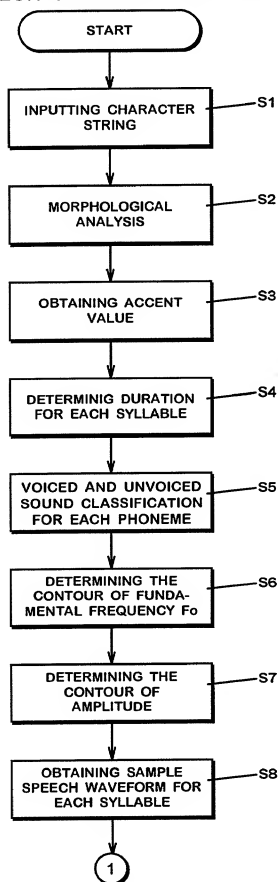 START
INPUTTING CHARACTER
STRING
S1
MORPHOLOGICAL
ANALYSIS
S2
OBTAINING ACCENT
VALUE
S3
DETERMINIG DURATION
FOR EACH SYLLABLE
S4
VOICED AND UNVOICED
SOUND CLASSIFICATION
FOR EACH PHONEME
S5
DETERMINING THE
CONTOUR OF FUNDA-
MENTAL FREQUENCY Fo
S6
DETERMINING THE
CONTOUR OF
AMPLITUDE
S7
OBTAINING SAMPLE
SPEECH WAVEFORM FOR
EACH SYLLABLE
S8
1